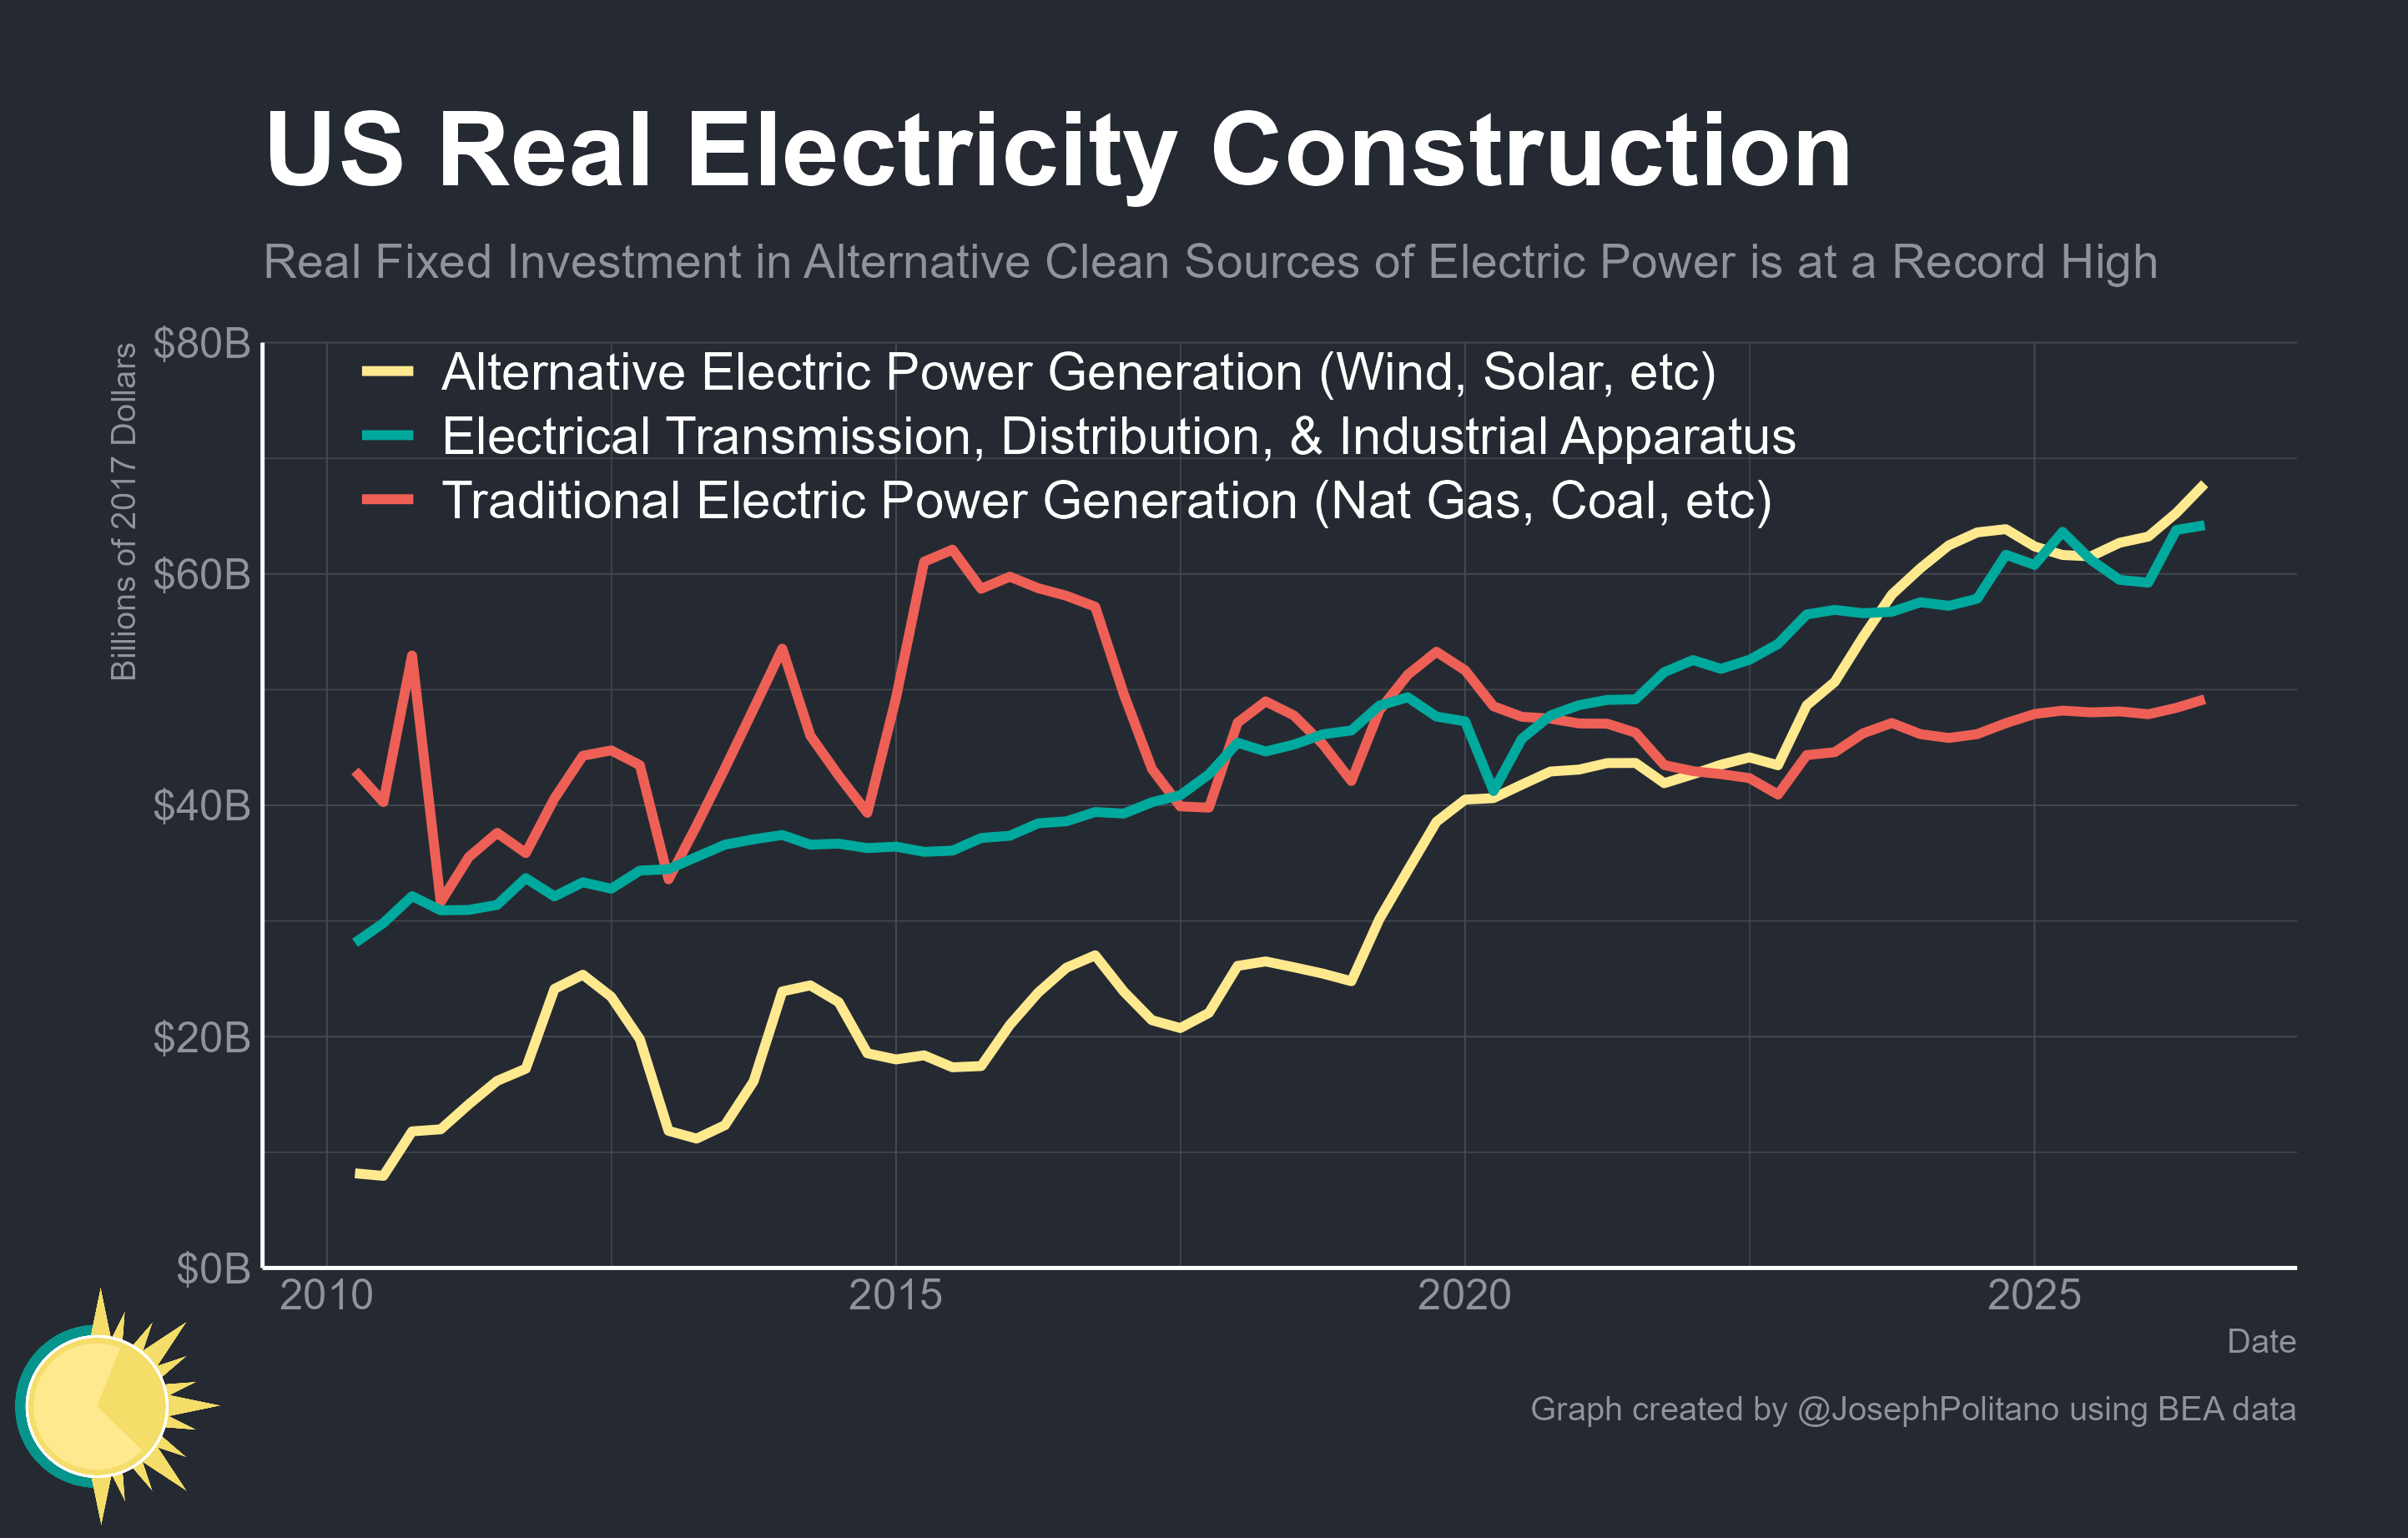 US Real Electricity Construction
Real Fixed Investment in Alternative Clean Sources of Electric Power is at a Record High
Billions of 2017 Dollars
$80B
$60B
$40B
$20B
$0B
Alternative Electric Power Generation (Wind, Solar, etc)
Electrical Transmission, Distribution, & Industrial Apparatus
Traditional Electric Power Generation (Nat Gas, Coal, etc)
2010 2015 2020 2025
Date
Graph created by @JosephPolitano using BEA data